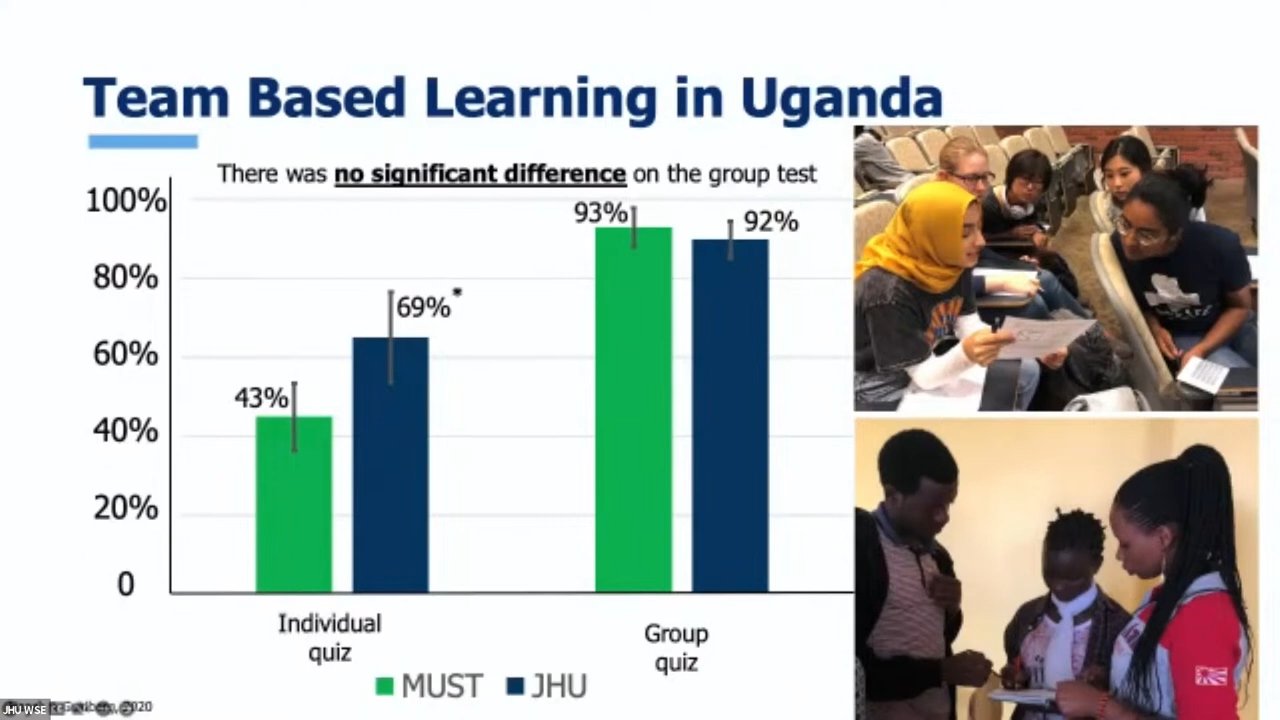 Team Based Learning in Uganda
There was no significant difference on the group test
100%
80%
60%
40%
20%
0
43%
69%*
93%
92%
Individual
quiz
Group
quiz
MUST
JHU
JHU WSE
2020